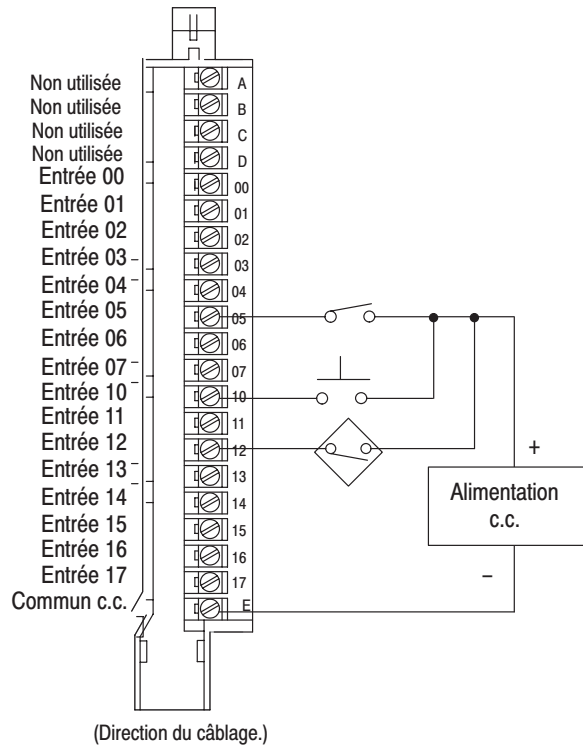 Non utilisée A
Non utilisée B
Non utilisée C
Non utilisée D
Entrée 00 00
Entrée 01 01
Entrée 02 02
Entrée 03 03
Entrée 04 04
Entrée 05 05
Entrée 06 06
Entrée 07 07
Entrée 10 10
Entrée 11 11
Entrée 12 12
Entrée 13 13
Entrée 14 14
Entrée 15 15
Entrée 16 16
Entrée 17 17
Commun c.c. E
+
Alimentation
c.c.
–
(Direction du câblage.)